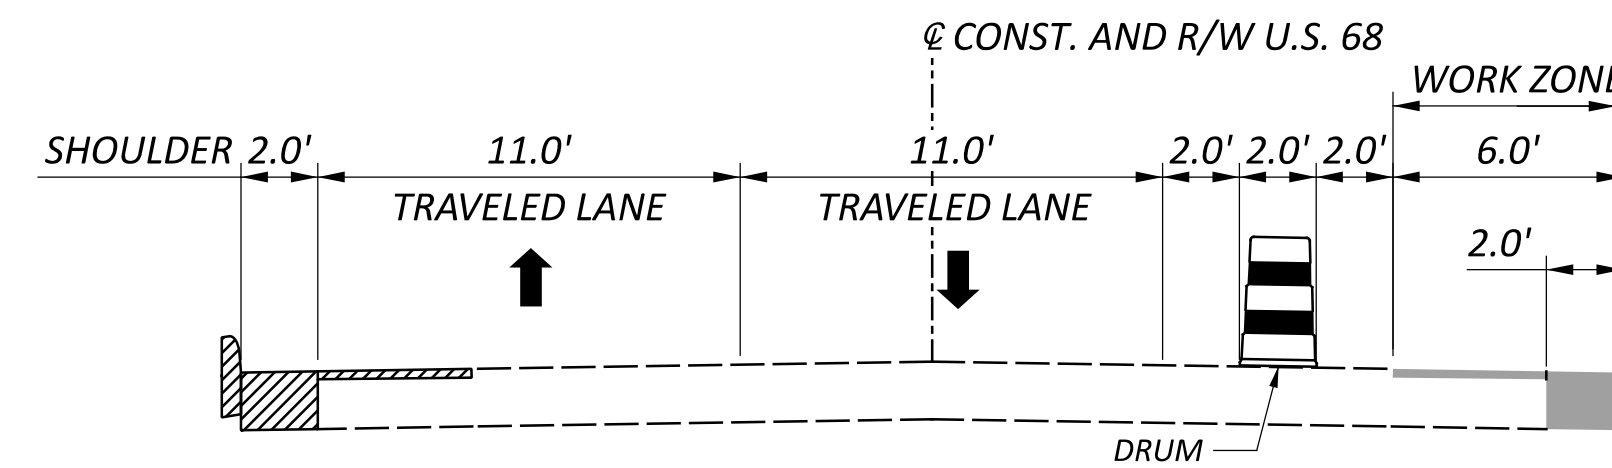 ℄ CONST. AND R/W U.S. 68
WORK ZONE
SHOULDER 2.0' 11.0' 11.0' 2.0' 2.0' 2.0' 6.0'
TRAVELED LANE TRAVELED LANE
2.0'
DRUM